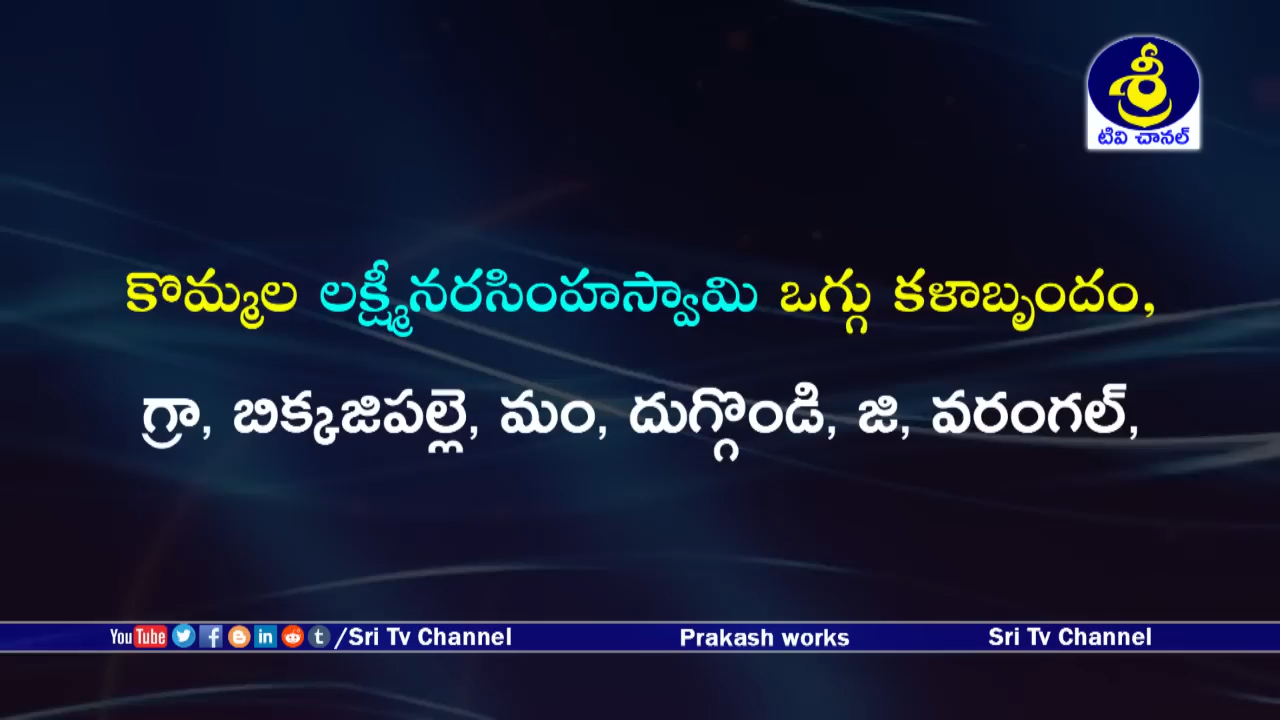 శ్రీ
టివి చానల్
కొమ్మల లక్ష్మీనరసింహస్వామి ఒగ్గు కళాబృందం,
గ్రా, బిక్కజిపల్లె, మం, దుగ్గొండి, జి, వరంగల్,
You Tube /Sri Tv Channel Prakash works Sri Tv Channel